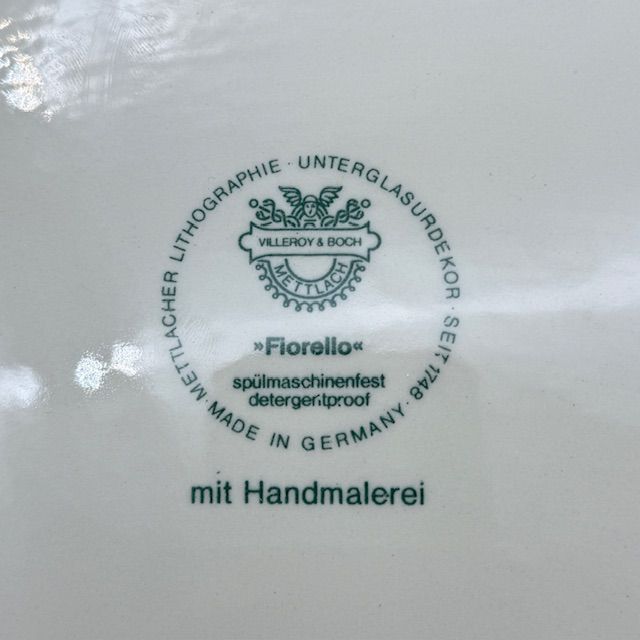 METTLACHER LITHOGRAPHIE · UNTERGLASURDEKOR · SEIT 1748 ·
VILLEROY & BOCH
METTLACH
»Fiorello«
spülmaschinenfest
detergentproof
MADE IN GERMANY ·
mit Handmalerei